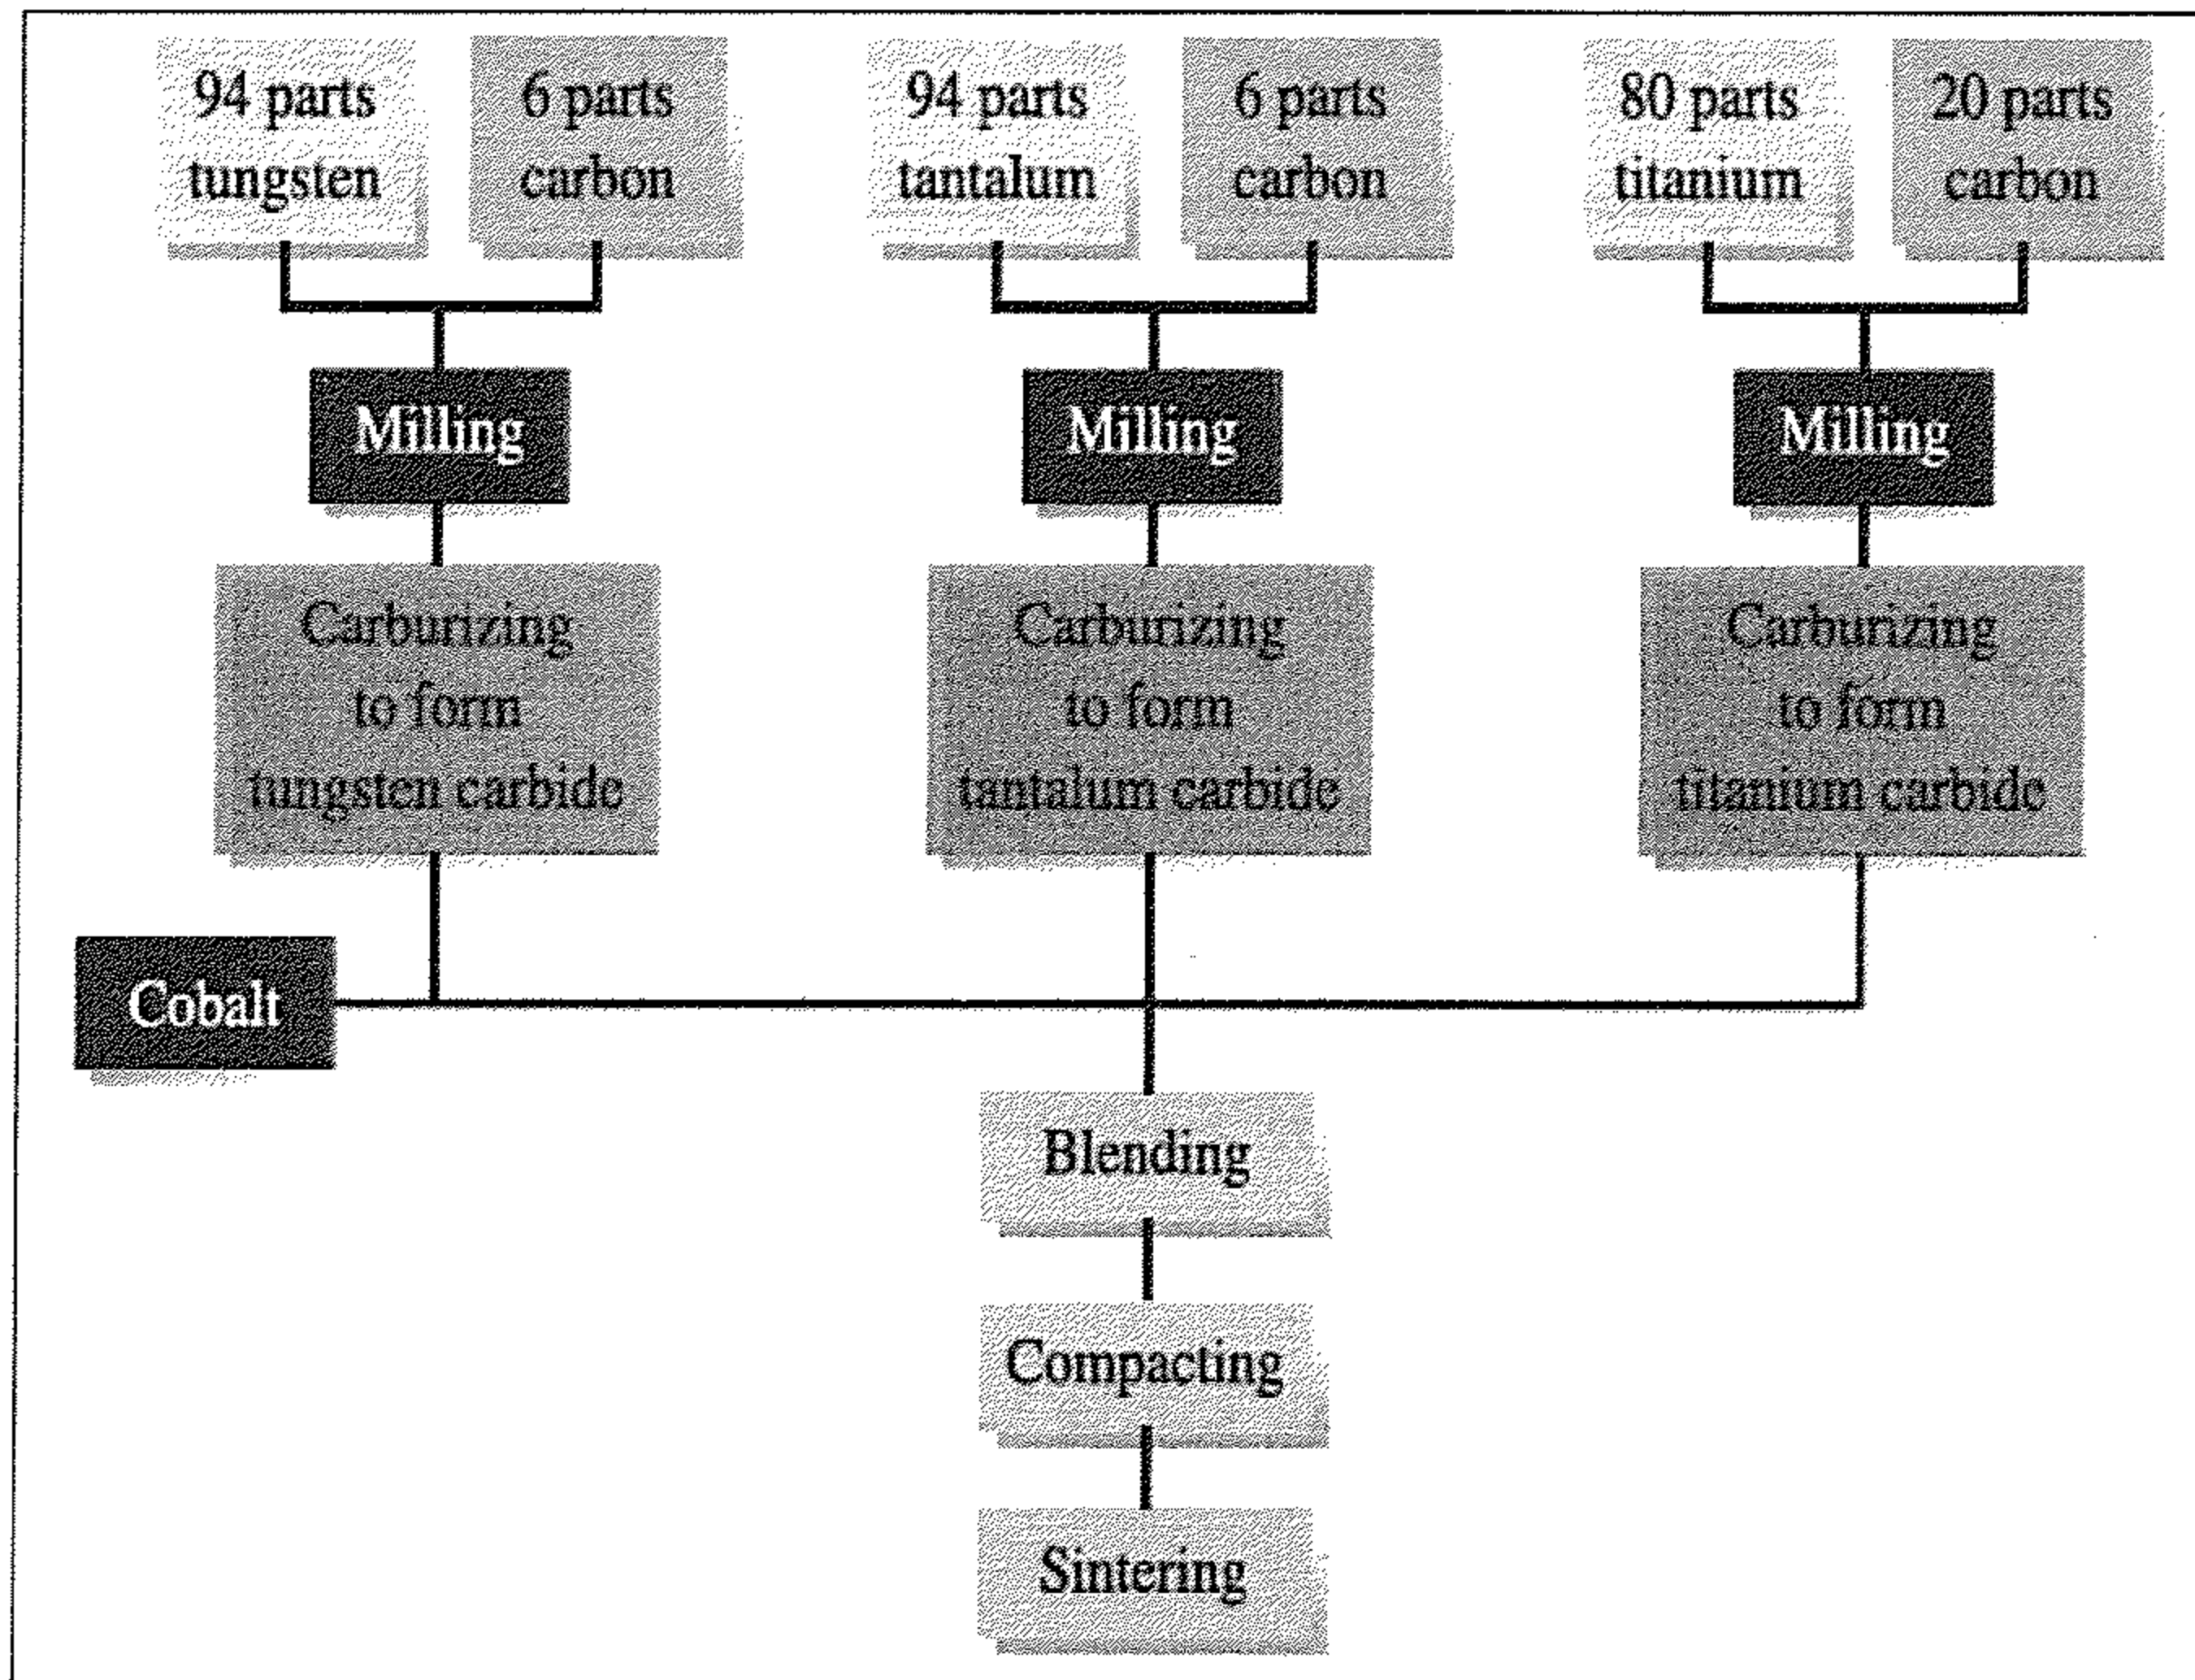 94 parts
tungsten
6 parts
carbon
94 parts
tantalum
6 parts
carbon
80 parts
titanium
20 parts
carbon
Milling
Milling
Milling
Carburizing
to form
tungsten carbide
Carburizing
to form
tantalum carbide
Carburizing
to form
titanium carbide
Cobalt
Blending
Compacting
Sintering